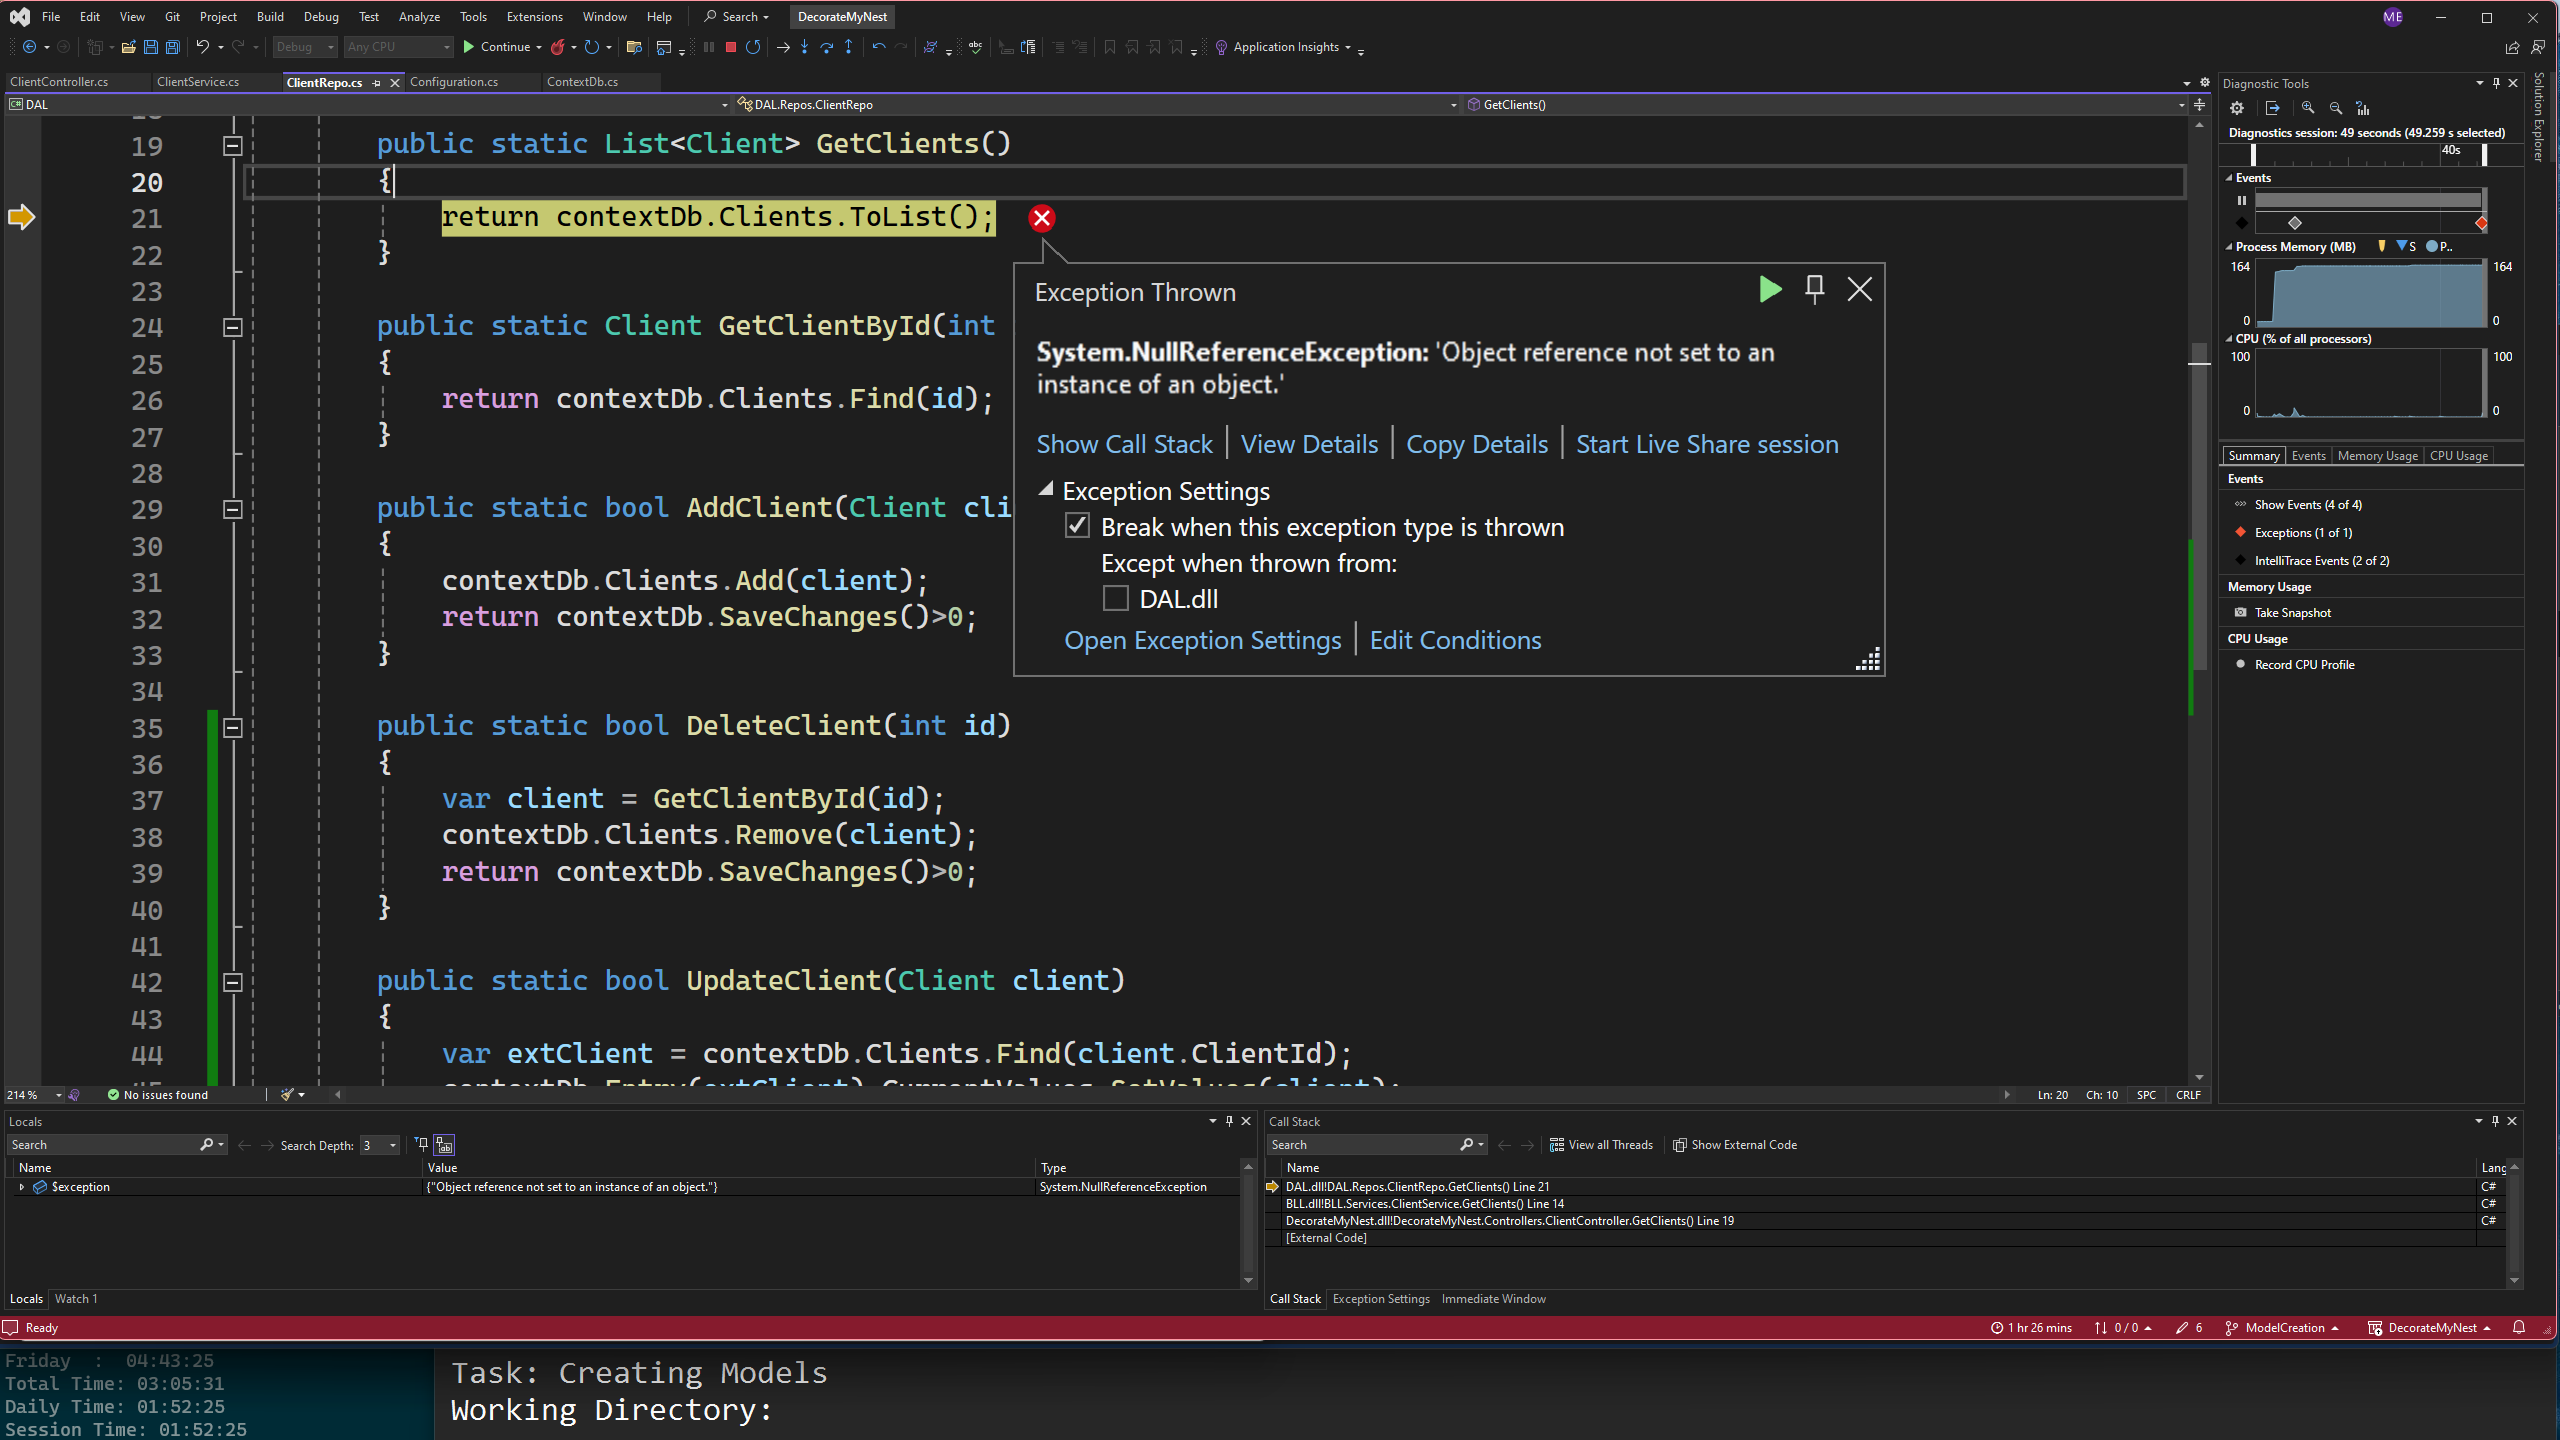 File Edit View Git Project Build Debug Test Analyze Tools Extensions Window Help Search DecorateMyNest ME
Debug Any CPU Continue Application Insights
ClientController.cs ClientService.cs ClientRepo.cs Configuration.cs ContextDb.cs
DAL DAL.Repos.ClientRepo GetClients()
19 public static List<Client> GetClients()
20 {
21 return contextDb.Clients.ToList();
22 }
23
24 public static Client GetClientById(int
25 {
26 return contextDb.Clients.Find(id);
27 }
28
29 public static bool AddClient(Client cli
30 {
31 contextDb.Clients.Add(client);
32 return contextDb.SaveChanges()>0;
33 }
34
35 public static bool DeleteClient(int id)
36 {
37 var client = GetClientById(id);
38 contextDb.Clients.Remove(client);
39 return contextDb.SaveChanges()>0;
40 }
41
42 public static bool UpdateClient(Client client)
43 {
44 var extClient = contextDb.Clients.Find(client.ClientId);
contextDb.Entry(extClient).CurrentValues.SetValues(client);
Exception Thrown
System.NullReferenceException: 'Object reference not set to an
instance of an object.'
Show Call Stack | View Details | Copy Details | Start Live Share session
Exception Settings
Break when this exception type is thrown
Except when thrown from:
DAL.dll
Open Exception Settings | Edit Conditions
214 % No issues found Ln: 20 Ch: 10 SPC CRLF
Diagnostic Tools
Diagnostics session: 49 seconds (49.259 s selected)
40s
Events
Process Memory (MB) S P..
164 164
0 0
CPU (% of all processors)
100 100
0 0
Summary Events Memory Usage CPU Usage
Events
Show Events (4 of 4)
Exceptions (1 of 1)
IntelliTrace Events (2 of 2)
Memory Usage
Take Snapshot
CPU Usage
Record CPU Profile
Solution Explorer
Locals
Search Search Depth: 3
Name Value Type
$exception {"Object reference not set to an instance of an object."} System.NullReferenceException
Locals Watch 1
Call Stack
Search View all Threads Show External Code
Name Lang
DAL.dll!DAL.Repos.ClientRepo.GetClients() Line 21 C#
BLL.dll!BLL.Services.ClientService.GetClients() Line 14 C#
DecorateMyNest.dll!DecorateMyNest.Controllers.ClientController.GetClients() Line 19 C#
[External Code]
Call Stack Exception Settings Immediate Window
Ready 1 hr 26 mins 0 / 0 6 ModelCreation DecorateMyNest
Friday : 04:43:25
Total Time: 03:05:31
Daily Time: 01:52:25
Session Time: 01:52:25
Task: Creating Models
Working Directory: